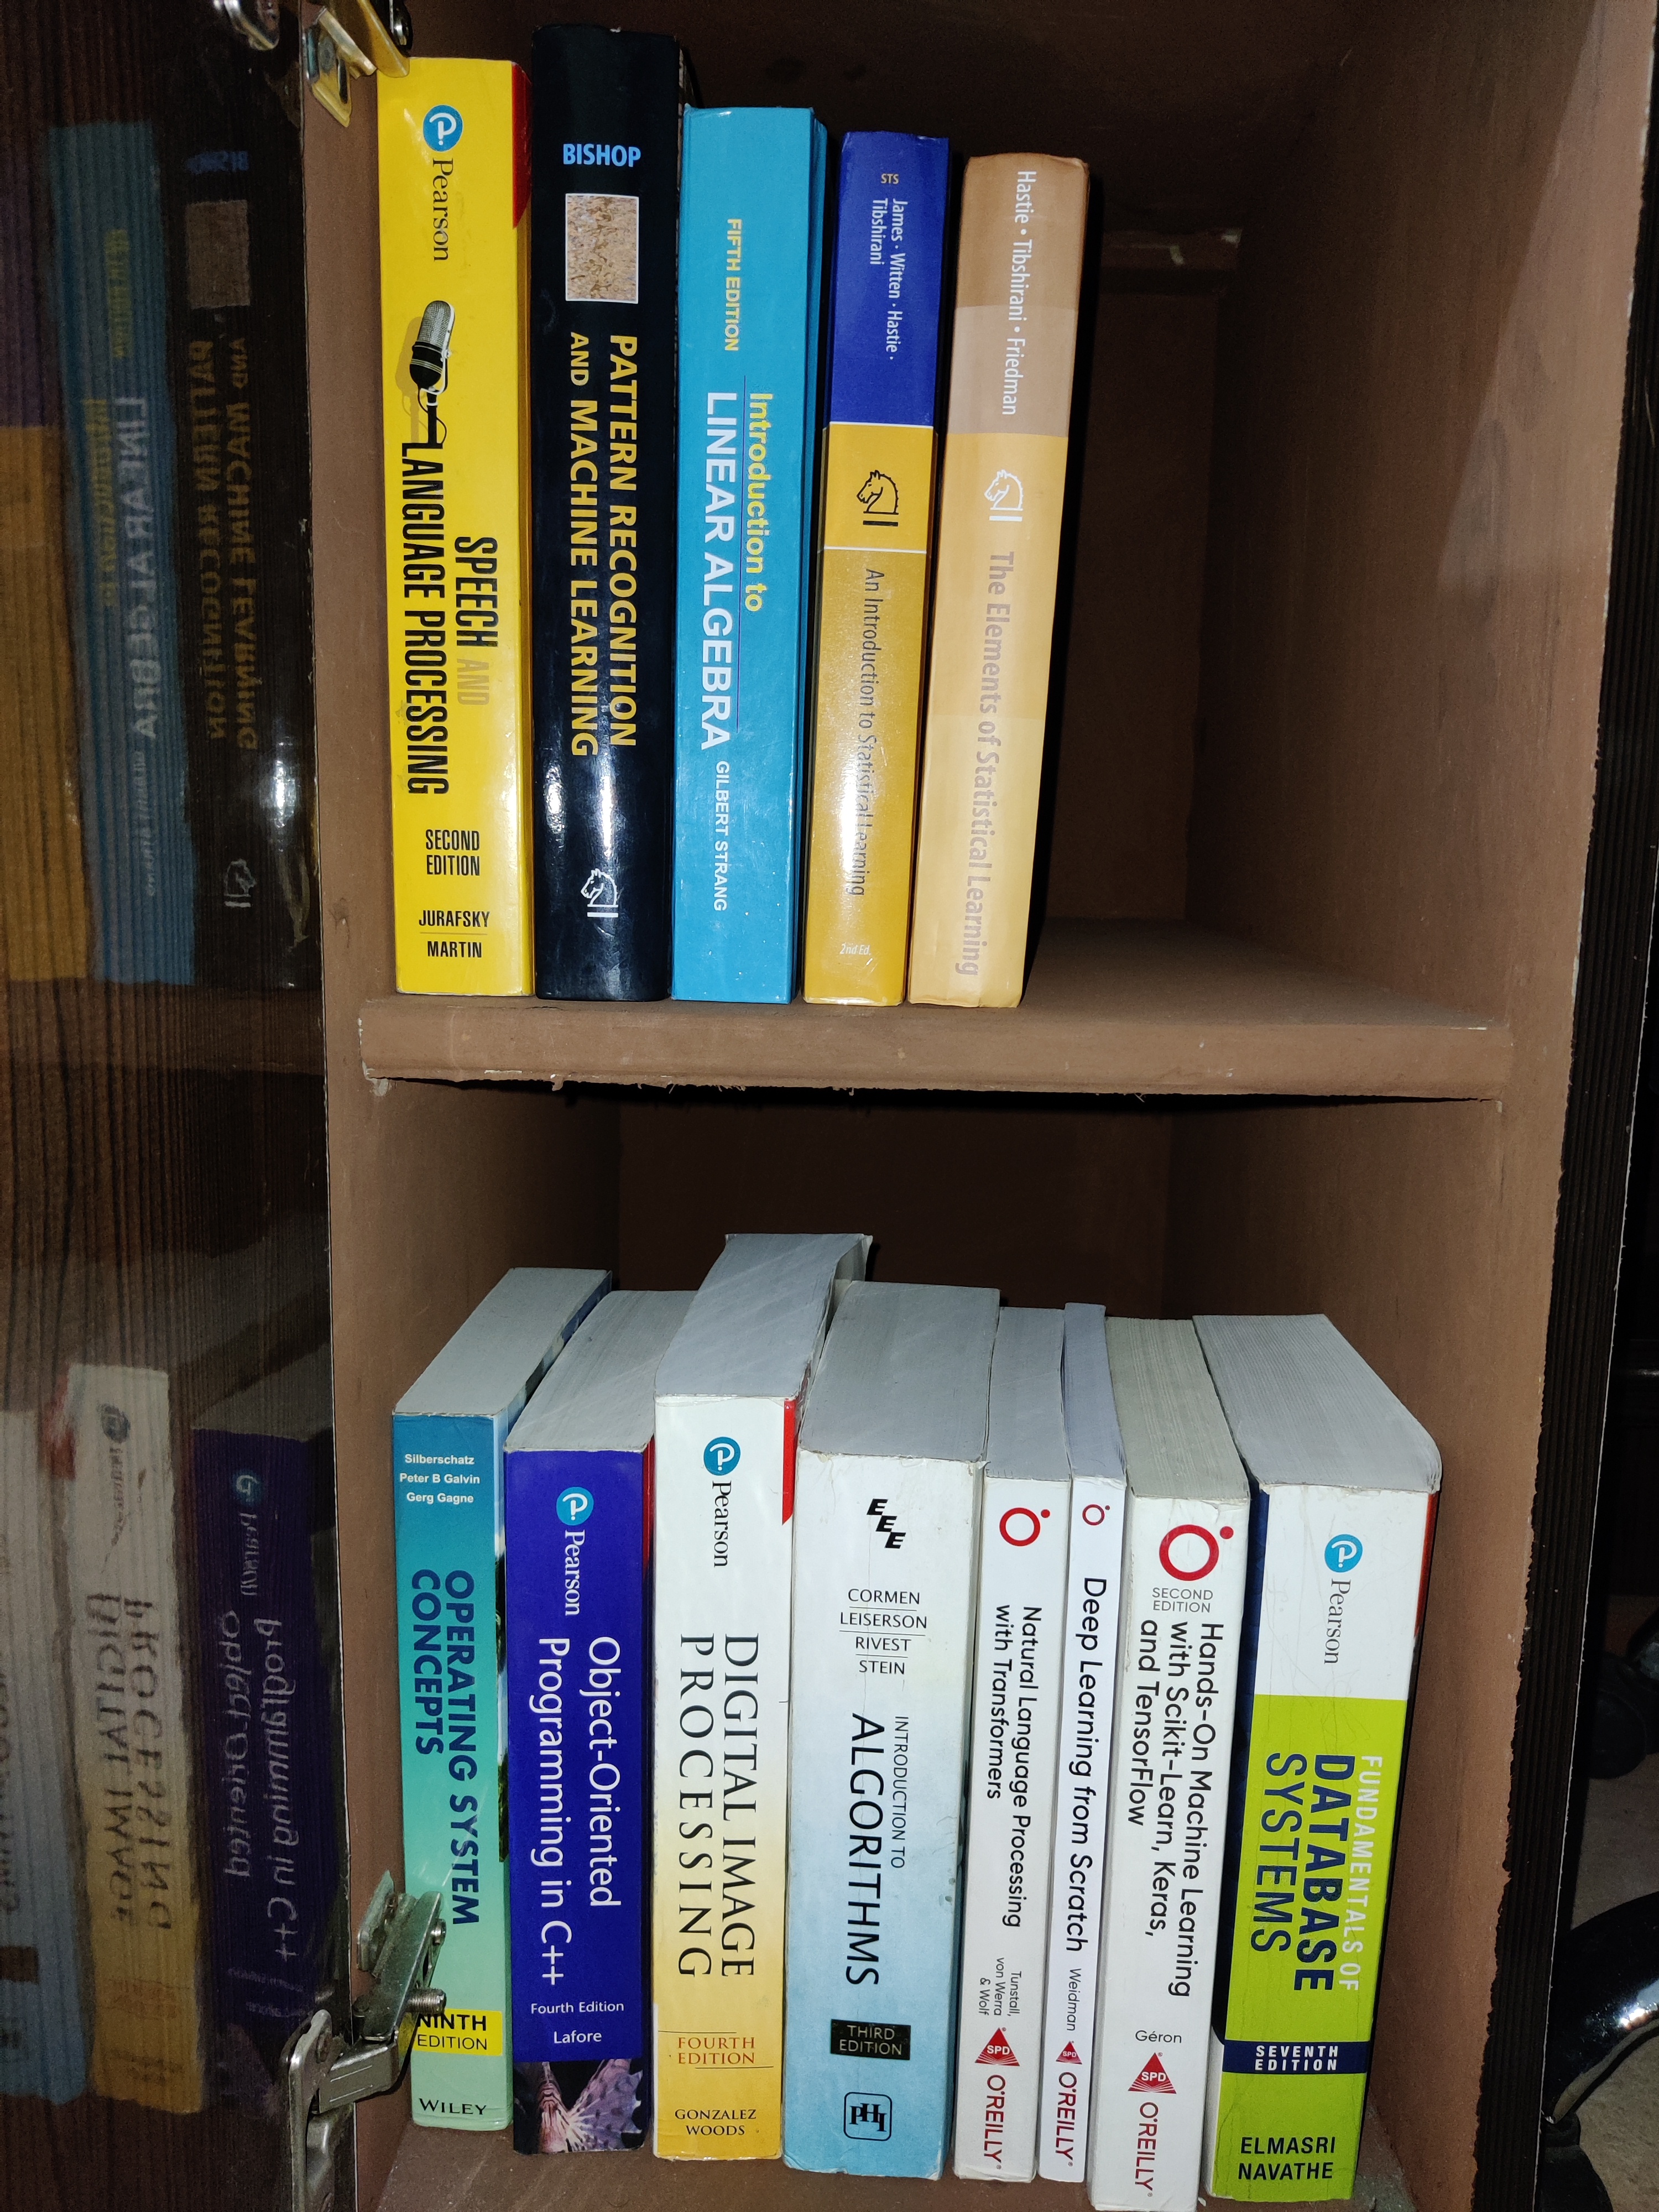 Pearson
SPEECH AND
LANGUAGE PROCESSING
SECOND
EDITION
JURAFSKY
MARTIN
BISHOP
PATTERN RECOGNITION
AND MACHINE LEARNING
FIFTH EDITION
Introduction to
LINEAR ALGEBRA
GILBERT STRANG
STS
James · Witten · Hastie ·
Tibshirani
An Introduction to Statistical Learning
2nd Ed.
Hastie • Tibshirani • Friedman
The Elements of Statistical Learning
Silberschatz
Peter B Galvin
Gerg Gagne
OPERATING SYSTEM
CONCEPTS
NINTH
EDITION
WILEY
Pearson
Object-Oriented
Programming in C++
Fourth Edition
Lafore
Pearson
DIGITAL IMAGE
PROCESSING
FOURTH
EDITION
GONZALEZ
WOODS
EEE
CORMEN
LEISERSON
RIVEST
STEIN
INTRODUCTION TO
ALGORITHMS
THIRD
EDITION
PHI
Natural Language Processing
with Transformers
Tunstall,
von Werra
& Wolf
SPD
O'REILLY®
Deep Learning from Scratch
Weidman
SPD
O'REILLY®
SECOND
EDITION
Hands-On Machine Learning
with Scikit-Learn, Keras,
and TensorFlow
Géron
SPD
O'REILLY®
Pearson
FUNDAMENTALS OF
DATABASE
SYSTEMS
SEVENTH
EDITION
ELMASRI
NAVATHE